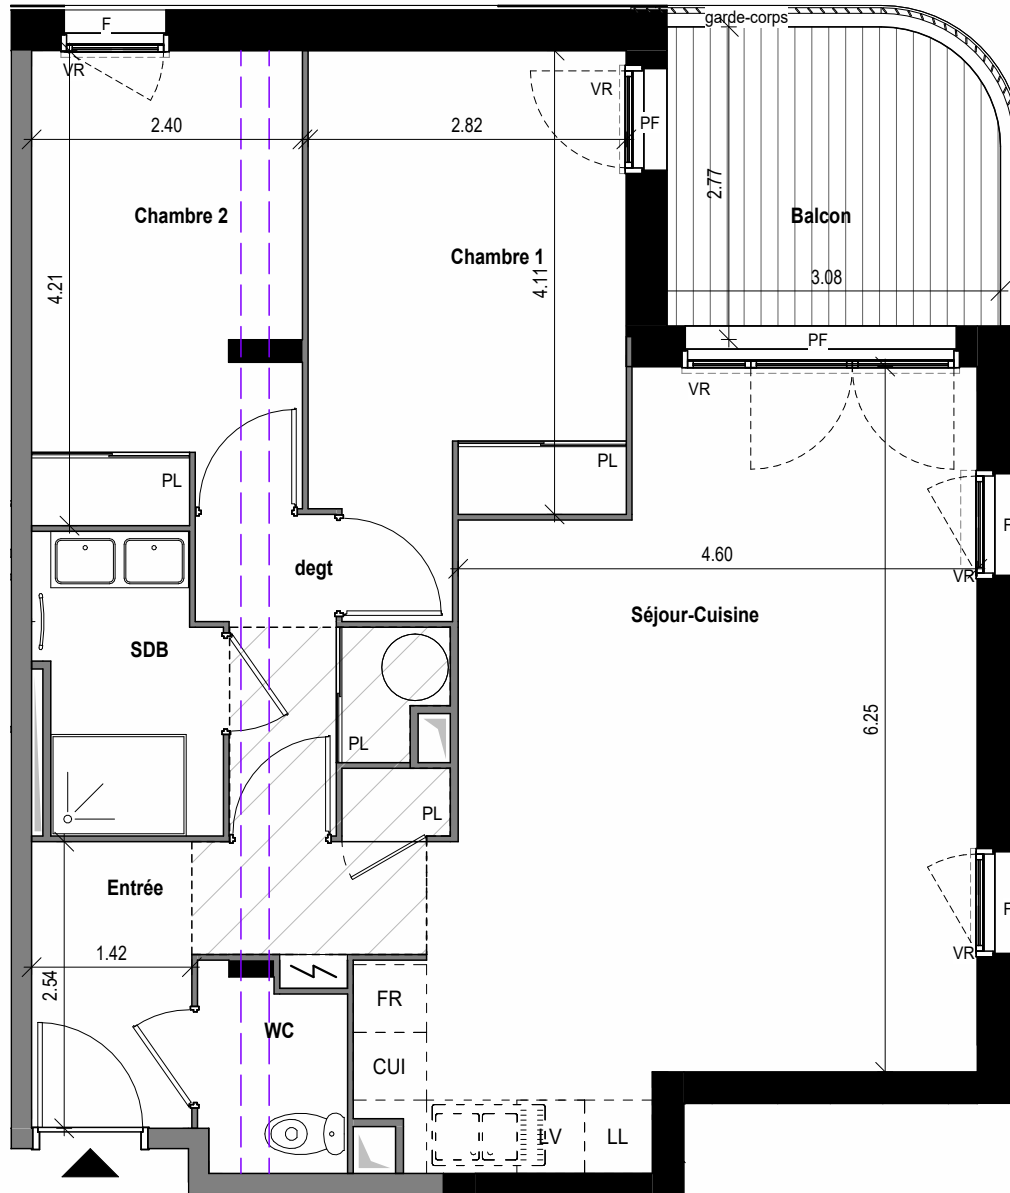 F
garde-corps
VR
VR
PF
2.40
2.82
2.77
Chambre 2
Balcon
Chambre 1
4.21
4.11
3.08
PF
VR
PL
PL
4.60
F
VR
degt
Séjour-Cuisine
SDB
6.25
PL
PL
Entrée
F
VR
1.42
2.54
FR
WC
CUI
LV
LL